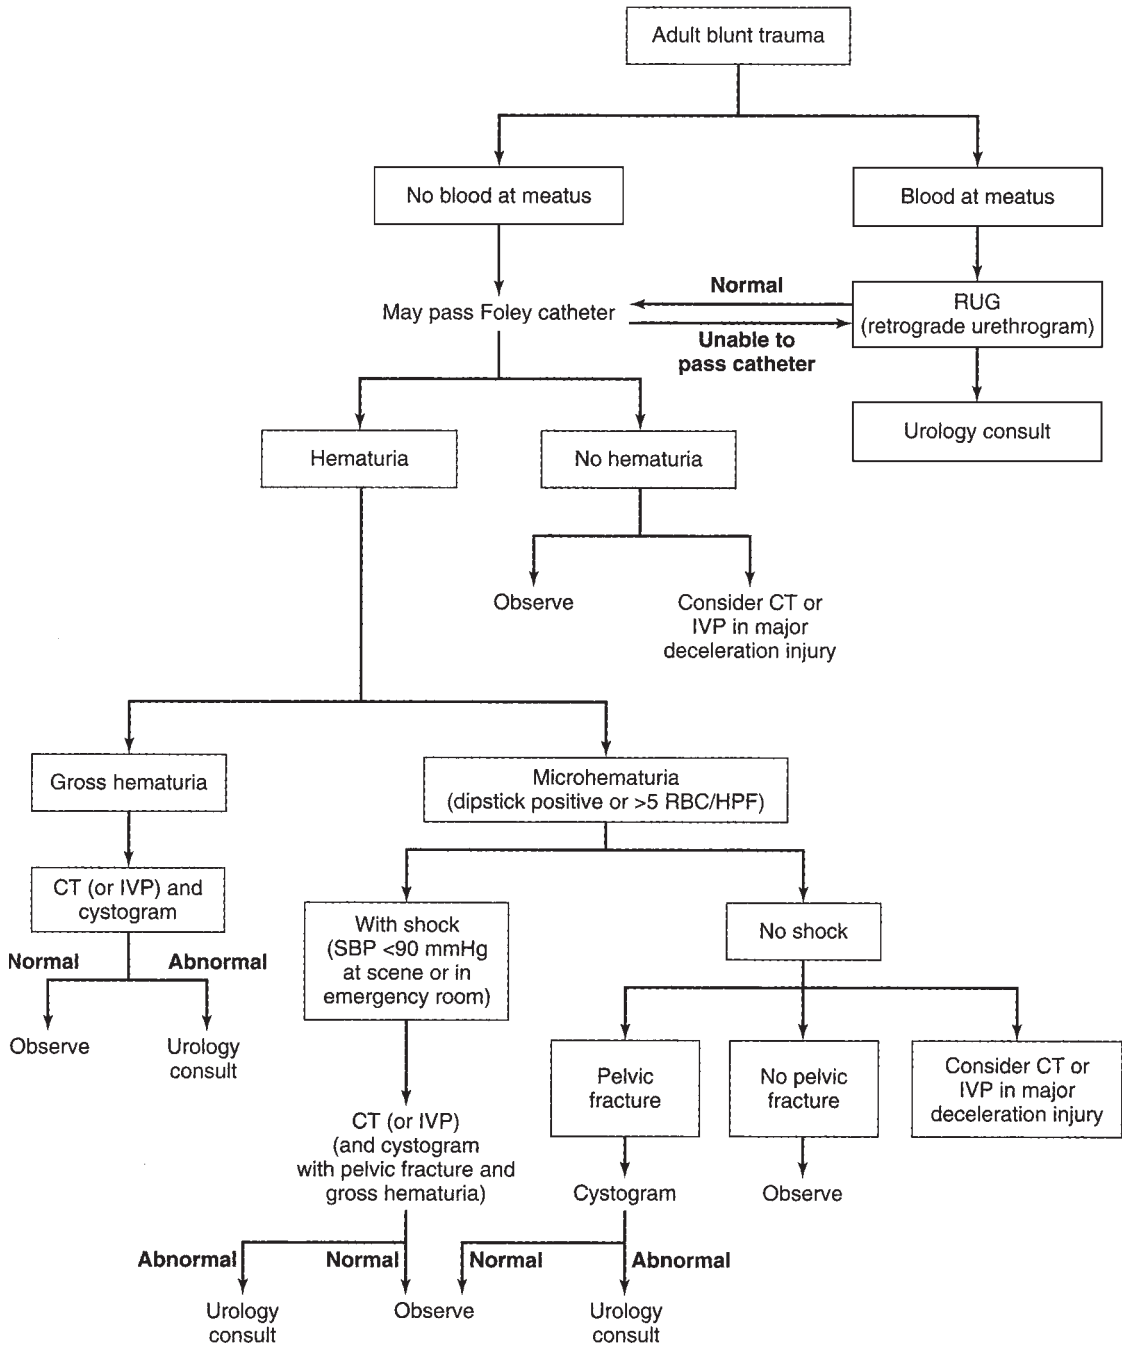 Adult blunt trauma
No blood at meatus
Blood at meatus
May pass Foley catheter
Normal
Unable to
pass catheter
RUG
(retrograde urethrogram)
Urology consult
Hematuria
No hematuria
Observe
Consider CT or
IVP in major
deceleration injury
Gross hematuria
Microhematuria
(dipstick positive or >5 RBC/HPF)
CT (or IVP) and
cystogram
Normal
Abnormal
Observe
Urology
consult
With shock
(SBP <90 mmHg
at scene or in
emergency room)
No shock
Pelvic
fracture
No pelvic
fracture
Consider CT or
IVP in major
deceleration injury
CT (or IVP)
(and cystogram
with pelvic fracture and
gross hematuria)
Cystogram
Observe
Abnormal
Normal
Normal
Abnormal
Urology
consult
Observe
Urology
consult